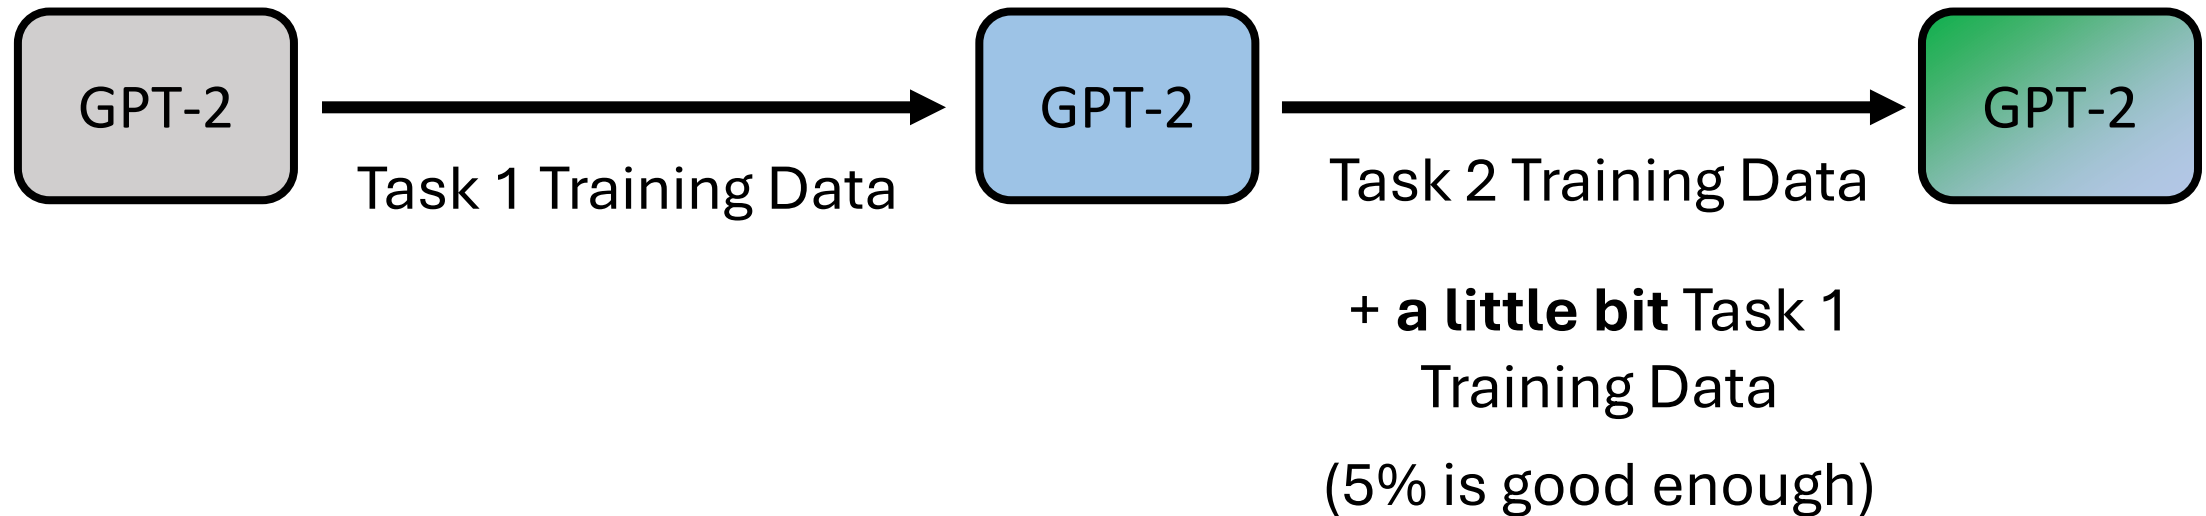 GPT-2
GPT-2
GPT-2
Task 1 Training Data
Task 2 Training Data
+ a little bit Task 1
Training Data
(5% is good enough)